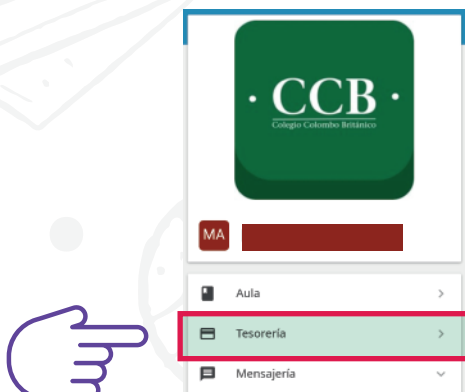 · CCB ·
Colegio Colombo Británico
MA
Aula
Tesorería
Mensajería